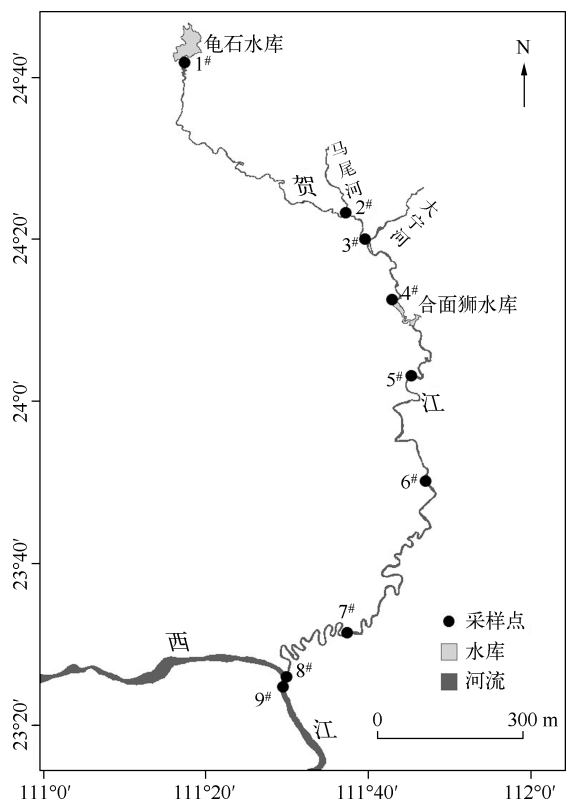 龟石水库
N
24°40′
1#
马尾河
贺
2#
大宁河
24°20′
3#
4#
合面狮水库
5#
24°0′
江
6#
23°40′
7#
采样点
西
水库
8#
河流
9#
江
0
300 m
23°20′
111°0′
111°20′
111°40′
112°0′